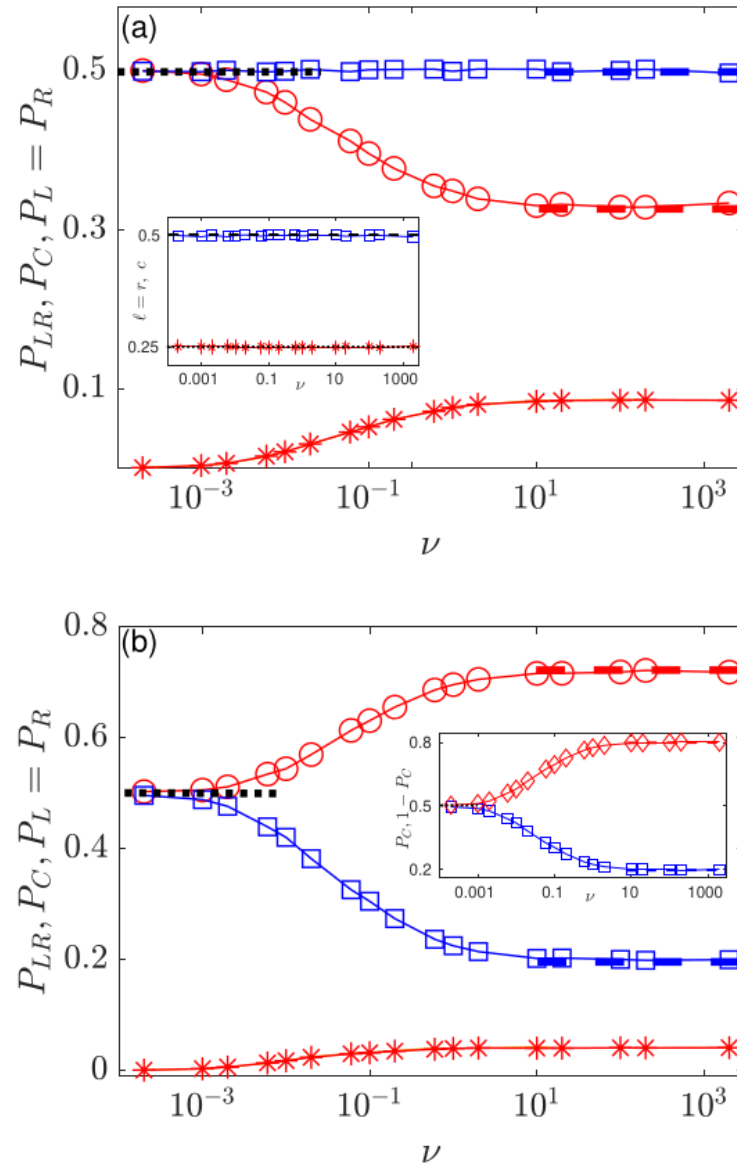 (a)
P_{LR}, P_C, P_L = P_R
0.5
0.3
0.1
ℓ = r, c
0.5
0.25
0.001 0.1 10 1000
ν
10^{-3} 10^{-1} 10^{1} 10^{3}
ν
(b)
P_{LR}, P_C, P_L = P_R
0.8
0.6
0.4
0.2
0
P_C, 1−P_C
0.8
0.5
0.2
0.001 0.1 10 1000
ν
10^{-3} 10^{-1} 10^{1} 10^{3}
ν